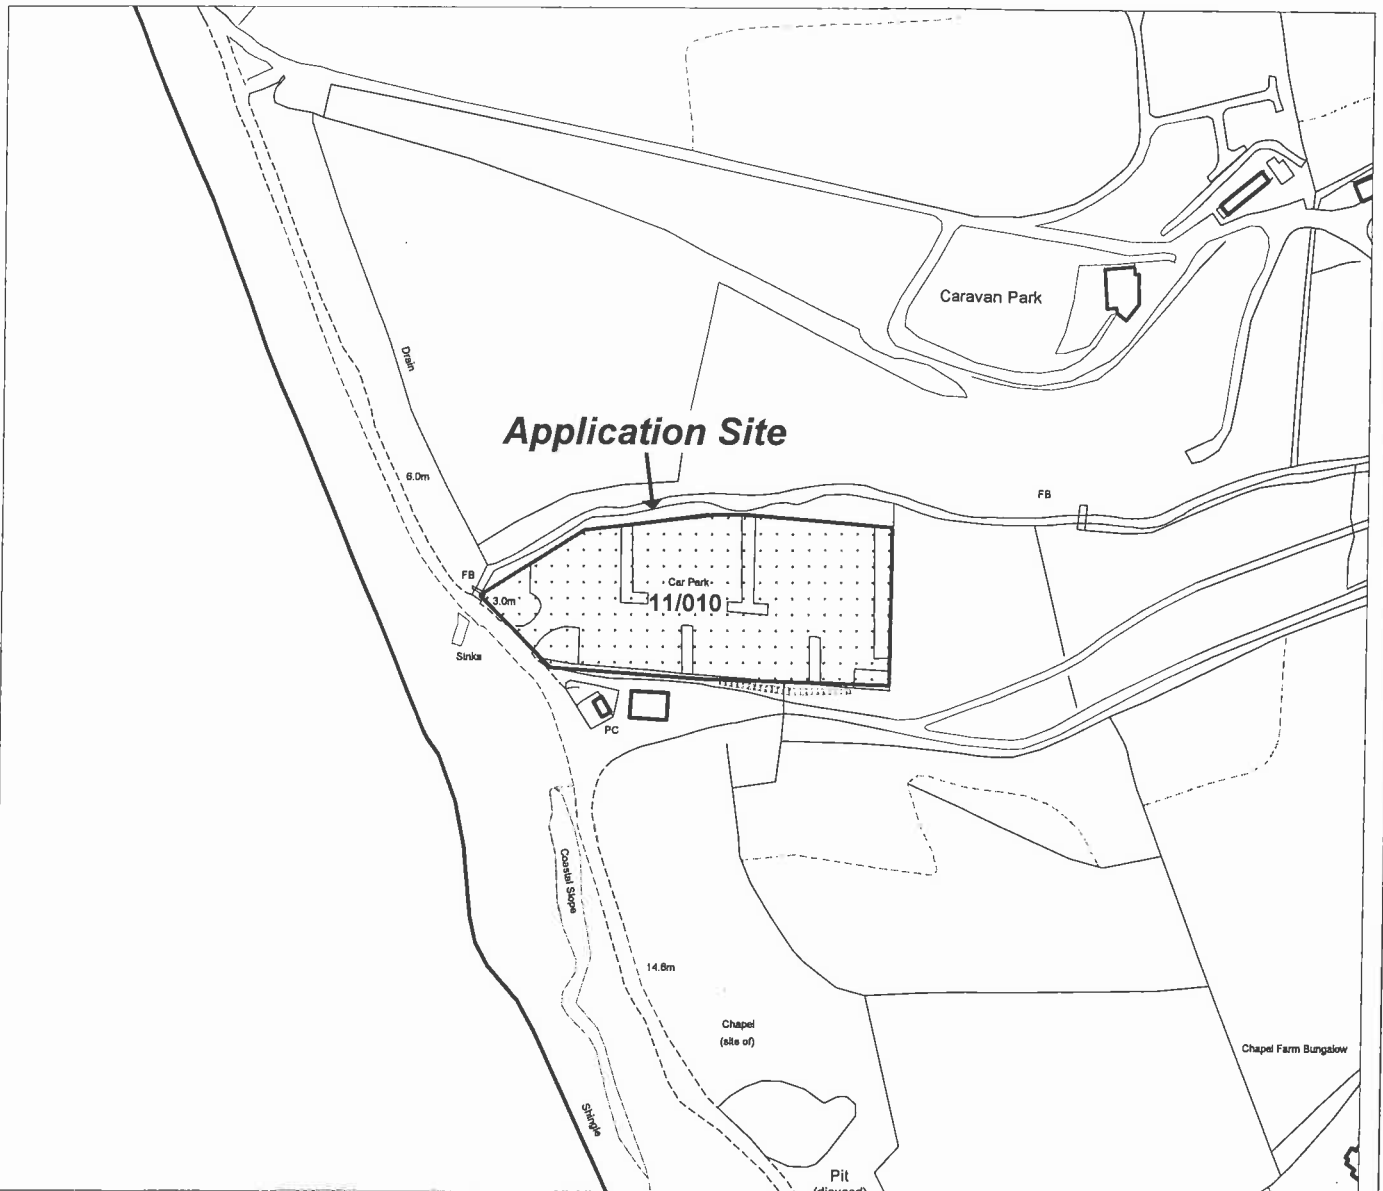 Caravan Park
Drain
Application Site
6.0m
FB
FB
Car Park
3.0m
11/010
Sinks
PC
Coastal Slope
14.6m
Chapel
(site of)
Chapel Farm Bungalow
Shingle
Pit
(disused)